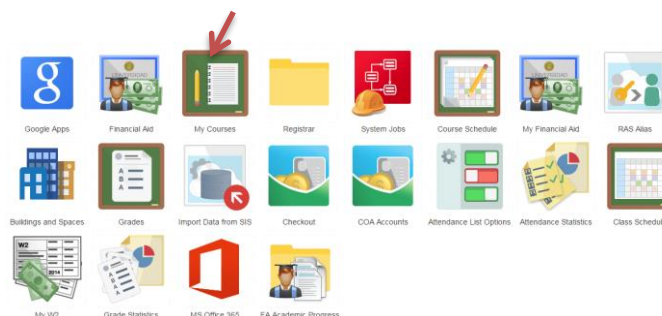 Google Apps
Financial Aid
My Courses
Registrar
System Jobs
Course Schedule
My Financial Aid
RAS Alias
Buildings and Spaces
Grades
Import Data from SIS
Checkout
COA Accounts
Attendance List Options
Attendance Statistics
Class Schedul
My W2
Grade Statistics
MS Office 365
FA Academic Progress
g
UNIVERSIDAD
A
B
A
W2
2014